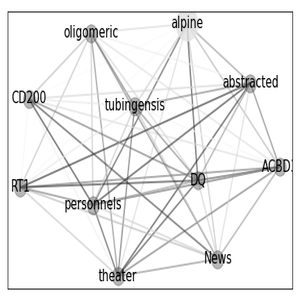 alpine
oligomeric
abstracted
CD200
tubingensis
ACBD
RT1
DQ
personnels
News
theater